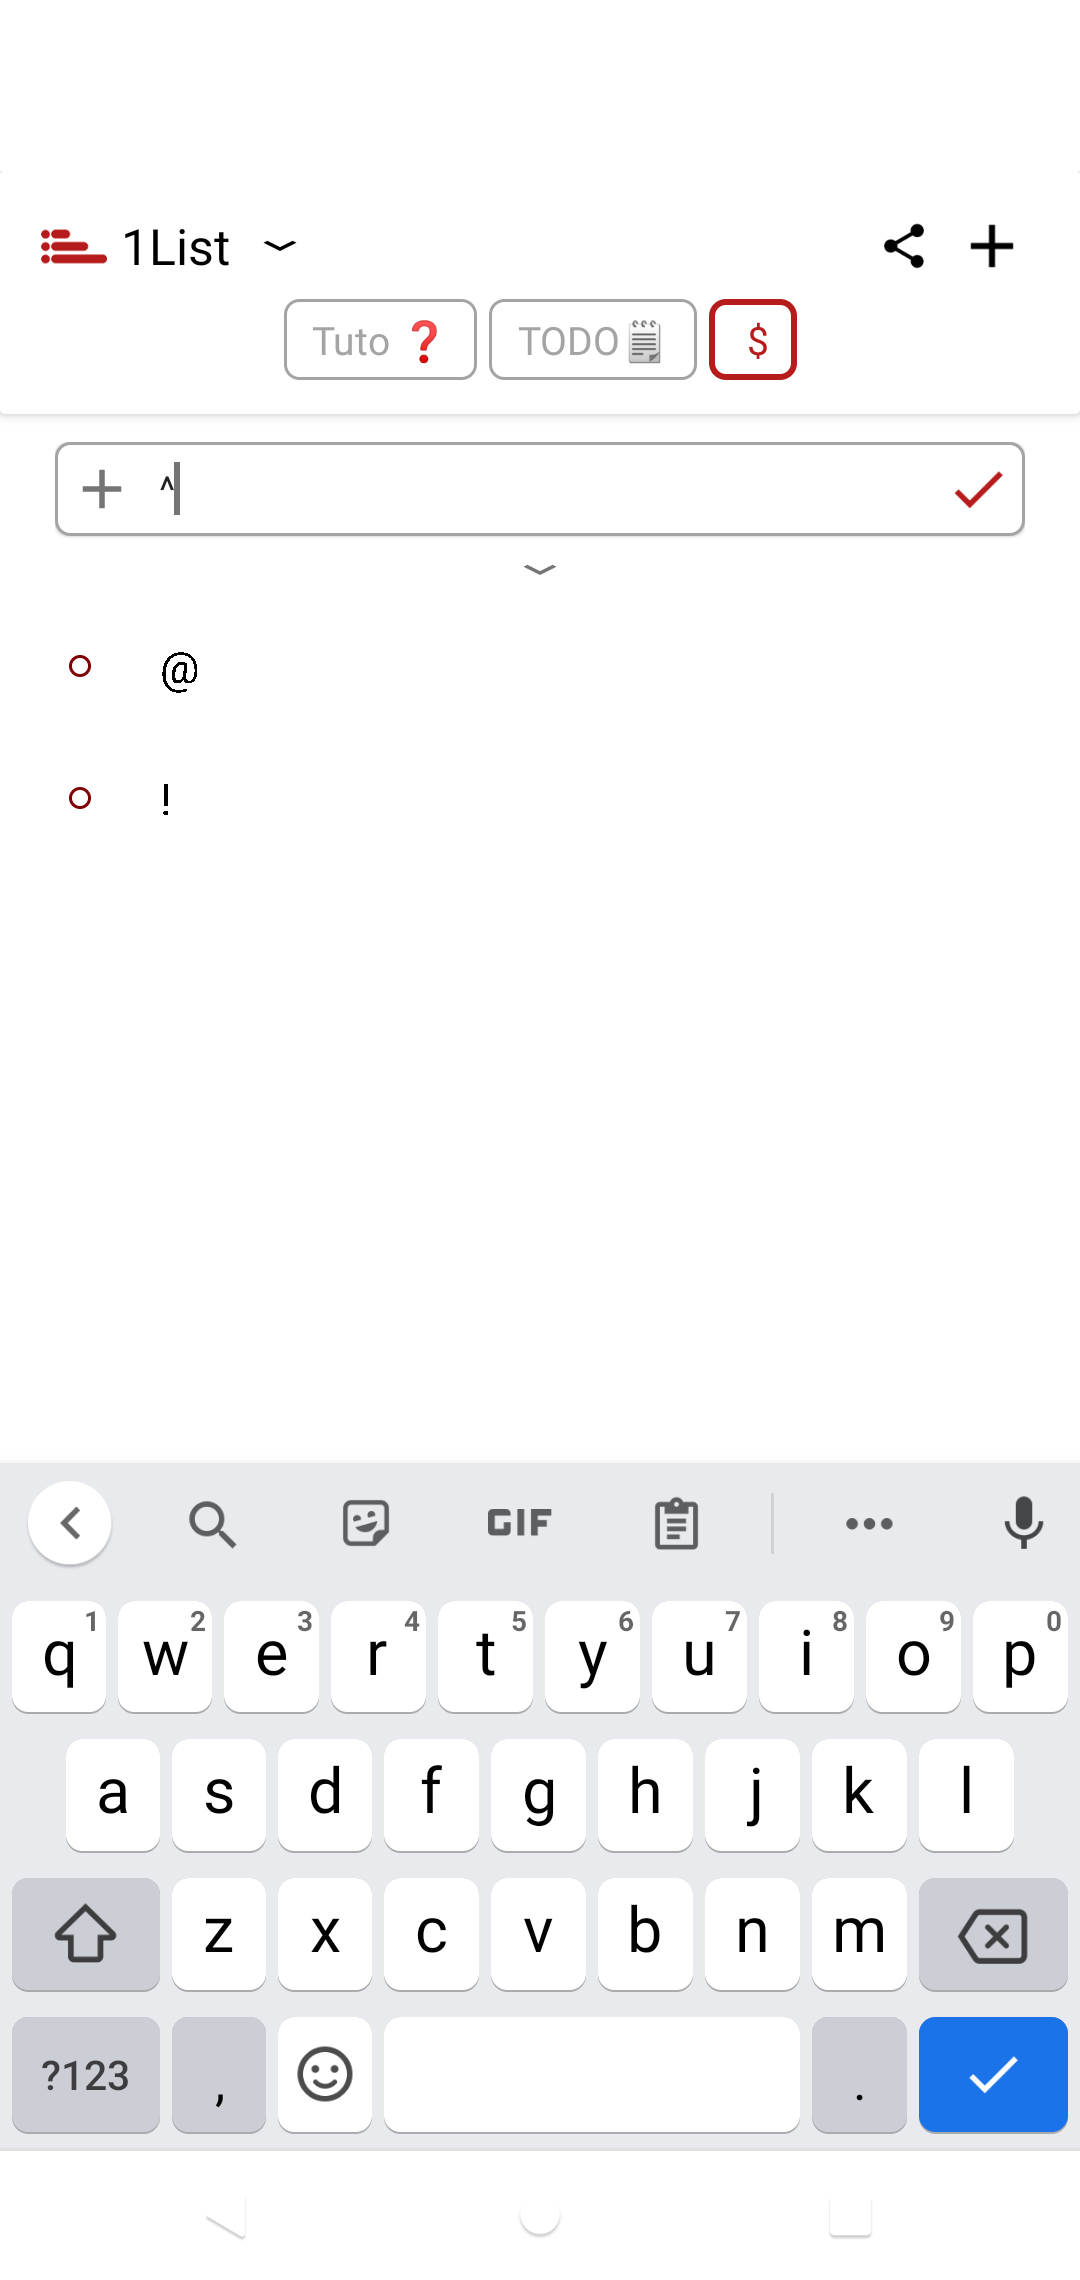 1List
Tuto ❓ TODO🗒 $
^
@
!
GIF
q 1 w 2 e 3 r 4 t 5 y 6 u 7 i 8 o 9 p 0
a s d f g h j k l
z x c v b n m
?123 , .